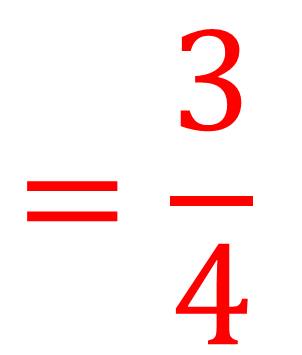 = 3/4